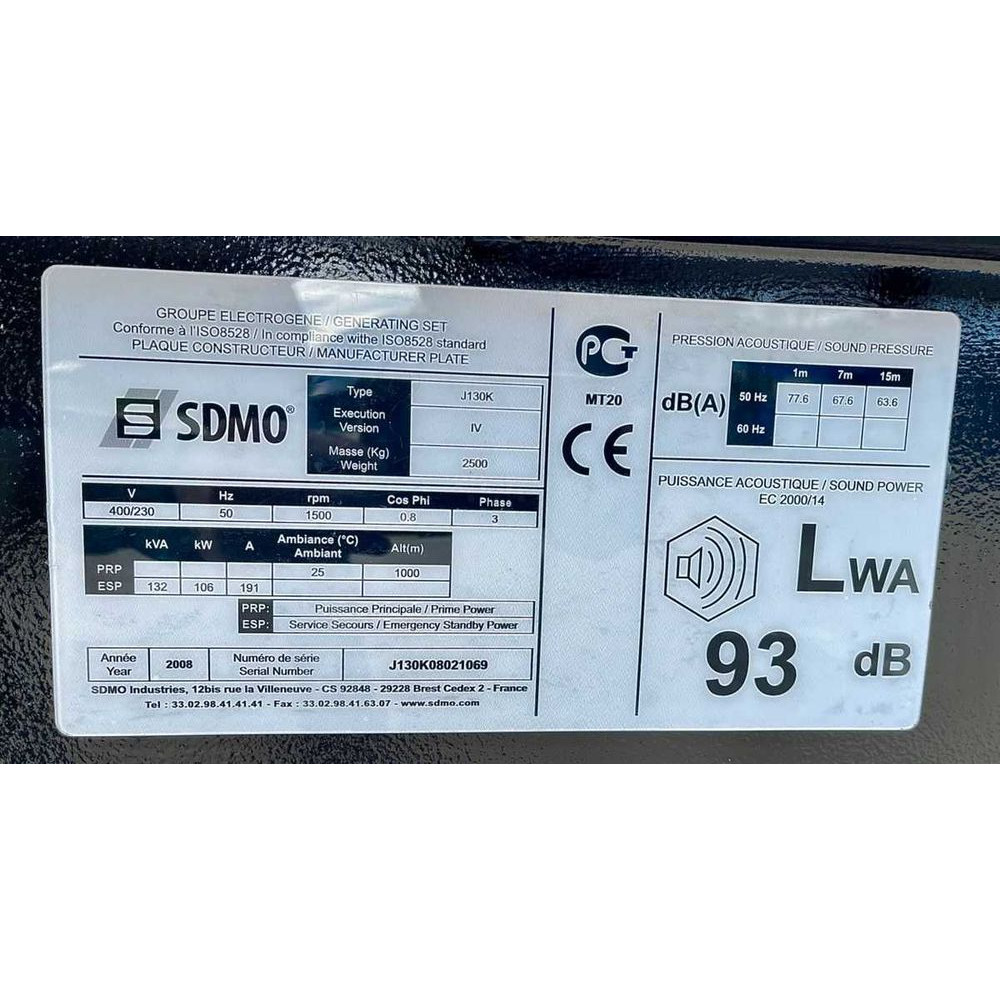 GROUPE ELECTROGENE / GENERATING SET
Conforme à l'ISO8528 / In compliance withe ISO8528 standard
PLAQUE CONSTRUCTEUR / MANUFACTURER PLATE
SDMO®
Type J130K
Execution Version IV
Masse (Kg) Weight 2500
V Hz rpm Cos Phi Phase
400/230 50 1500 0.8 3
kVA kW A Ambiance (°C) Ambiant Alt(m)
PRP 25 1000
ESP 132 106 191
PRP: Puissance Principale / Prime Power
ESP: Service Secours / Emergency Standby Power
Année Year 2008 Numéro de série Serial Number J130K08021069
SDMO Industries, 12bis rue la Villeneuve - CS 92848 - 29228 Brest Cedex 2 - France
Tel : 33.02.98.41.41.41 - Fax : 33.02.98.41.63.07 - www.sdmo.com
РСТ
MT20
CE
PRESSION ACOUSTIQUE / SOUND PRESSURE
1m 7m 15m
dB(A) 50 Hz 77.6 67.6 63.6
60 Hz
PUISSANCE ACOUSTIQUE / SOUND POWER
EC 2000/14
LWA
93 dB